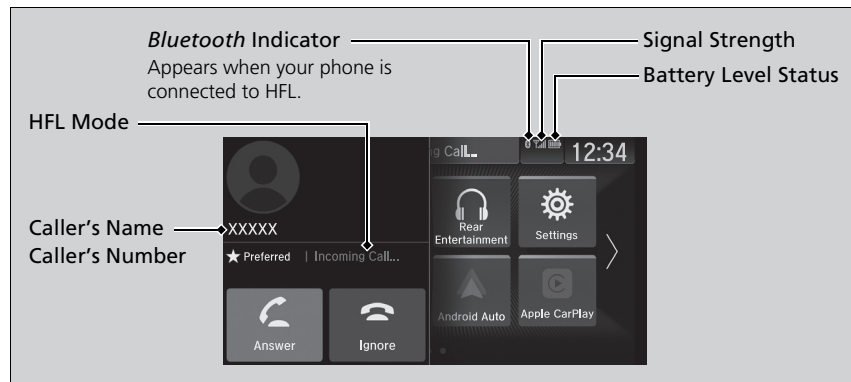 Bluetooth Indicator
Appears when your phone is
connected to HFL.
Signal Strength
Battery Level Status
HFL Mode
Caller's Name
Caller's Number
XXXXX
★ Preferred | Incoming Call...
Answer
Ignore
g Call...
12:34
Rear
Entertainment
Settings
Android Auto
Apple CarPlay